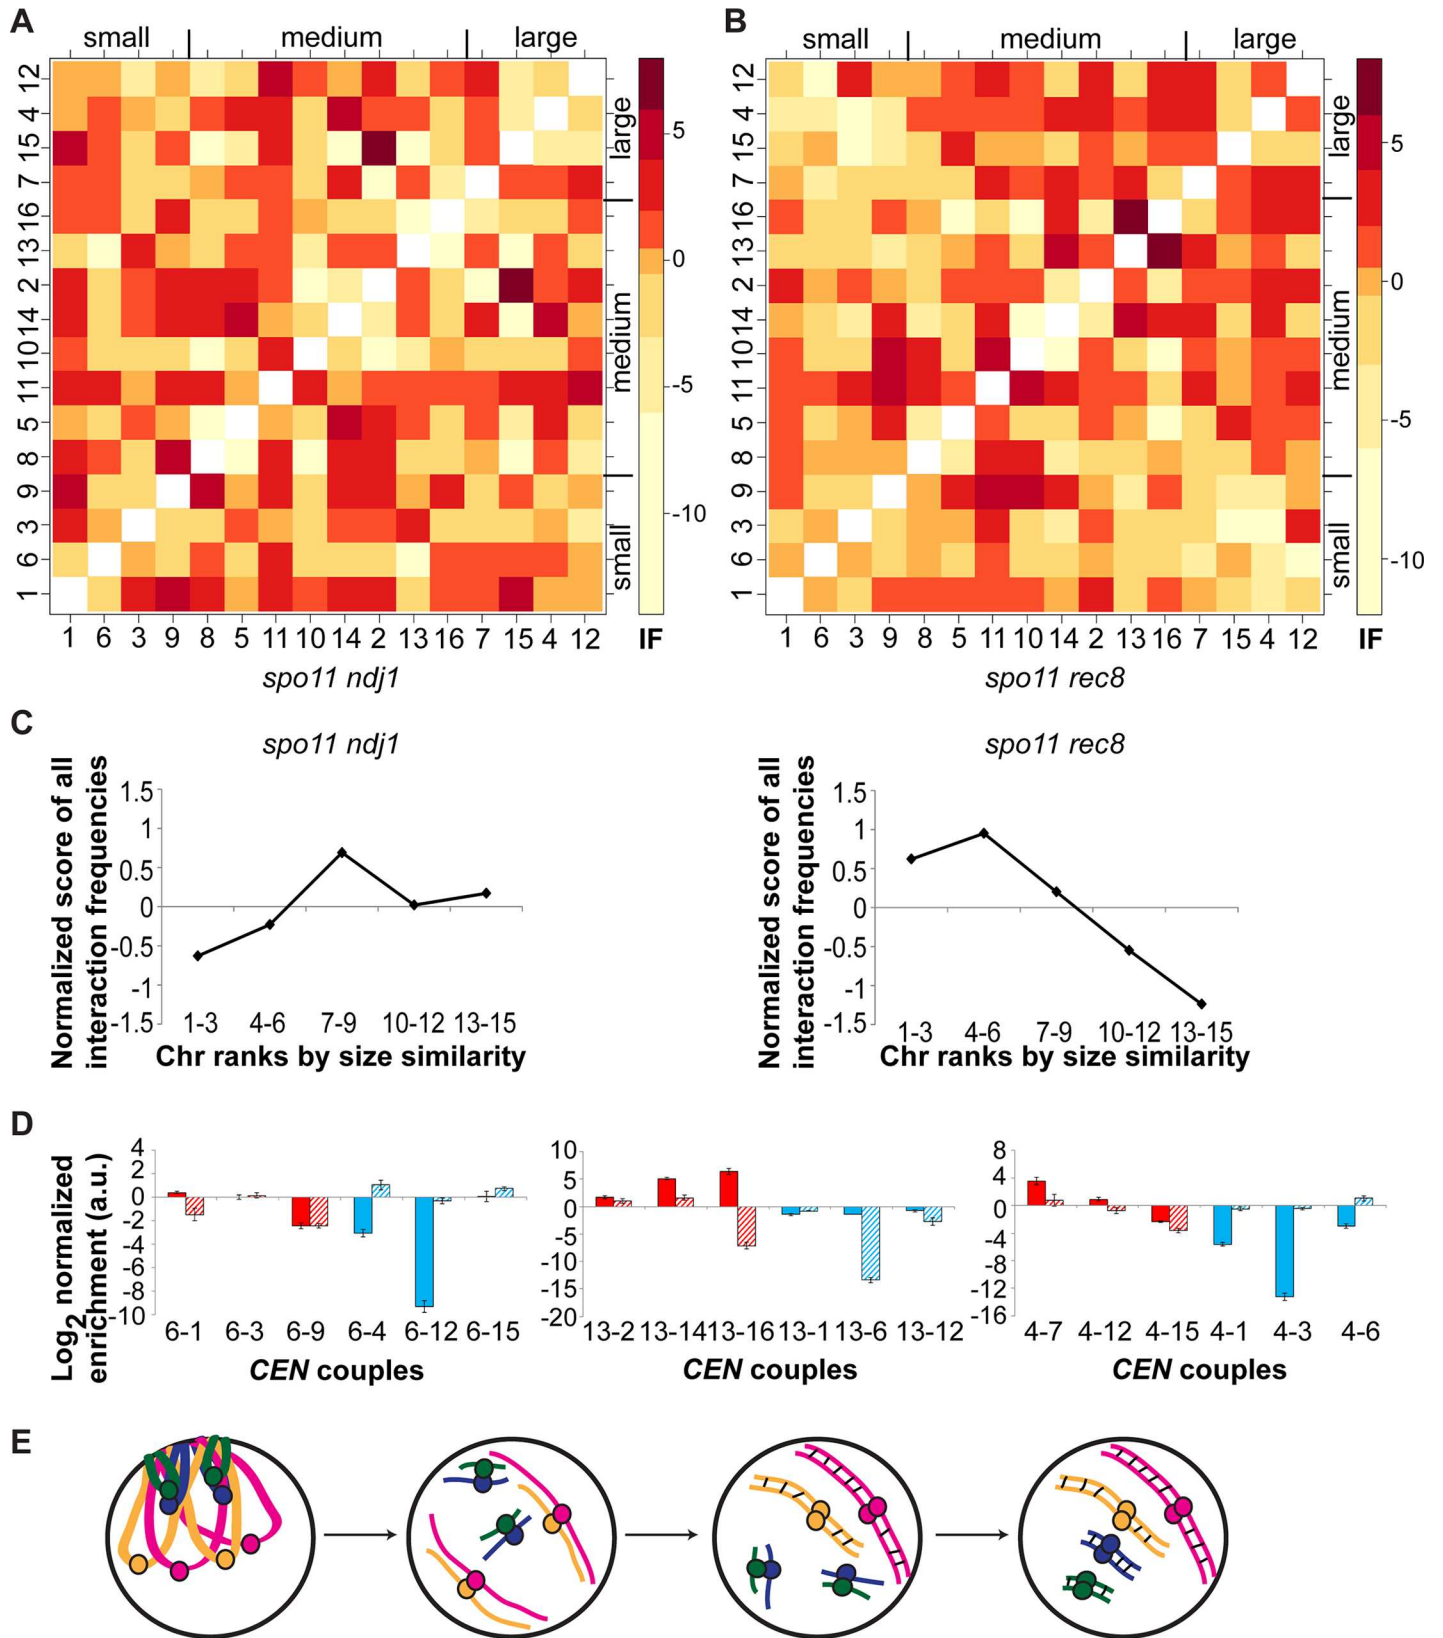 A
B
small medium large
small medium large
12
4
15
7
16
13
2
14
10
11
5
8
9
3
6
1
large
medium
small
5
0
-5
-10
1 6 3 9 8 5 11 10 14 2 13 16 7 15 4 12 IF
spo11 ndj1
12
4
15
7
16
13
2
14
10
11
5
8
9
3
6
1
large
medium
small
5
0
-5
-10
1 6 3 9 8 5 11 10 14 2 13 16 7 15 4 12 IF
spo11 rec8
C
spo11 ndj1
Normalized score of all
interaction frequencies
1.5
1
0.5
0
-0.5
-1
-1.5
1-3 4-6 7-9 10-12 13-15
Chr ranks by size similarity
spo11 rec8
Normalized score of all
interaction frequencies
1.5
1
0.5
0
-0.5
-1
-1.5
1-3 4-6 7-9 10-12 13-15
Chr ranks by size similarity
D
Log2 normalized
enrichment (a.u.)
4
2
0
-2
-4
-6
-8
-10
6-1 6-3 6-9 6-4 6-12 6-15
CEN couples
10
5
0
-5
-10
-15
-20
13-2 13-14 13-16 13-1 13-6 13-12
CEN couples
8
4
0
-4
-8
-12
-16
4-7 4-12 4-15 4-1 4-3 4-6
CEN couples
E